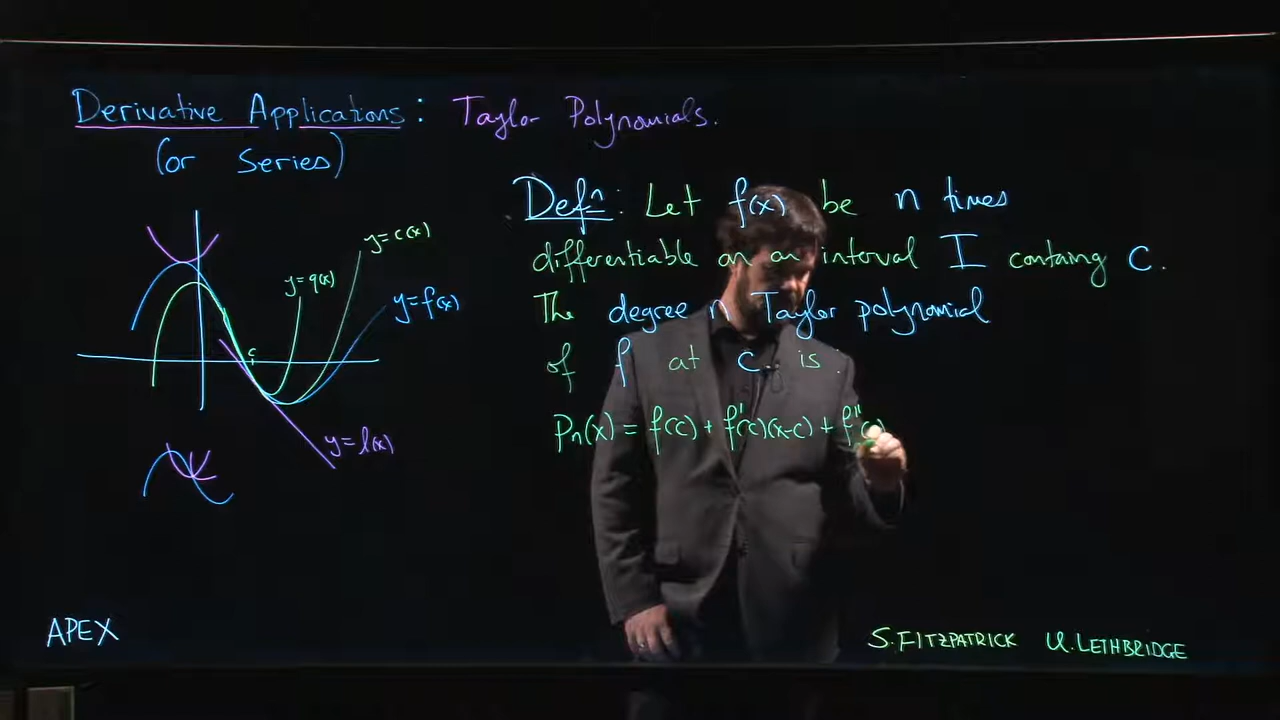 Derivative Applications: Taylor Polynomials.
(or Series)
Defⁿ: Let f(x) be n times
differentiable on an interval I containg c.
The degree n Taylor polynomial
of f at c is:
Pn(x) = f(c) + f'(c)(x-c) + f''(c)
y=c(x)
y=q(x)
y=f(x)
c
y=l(x)
APEX
S. FITZPATRICK U. LETHBRIDGE